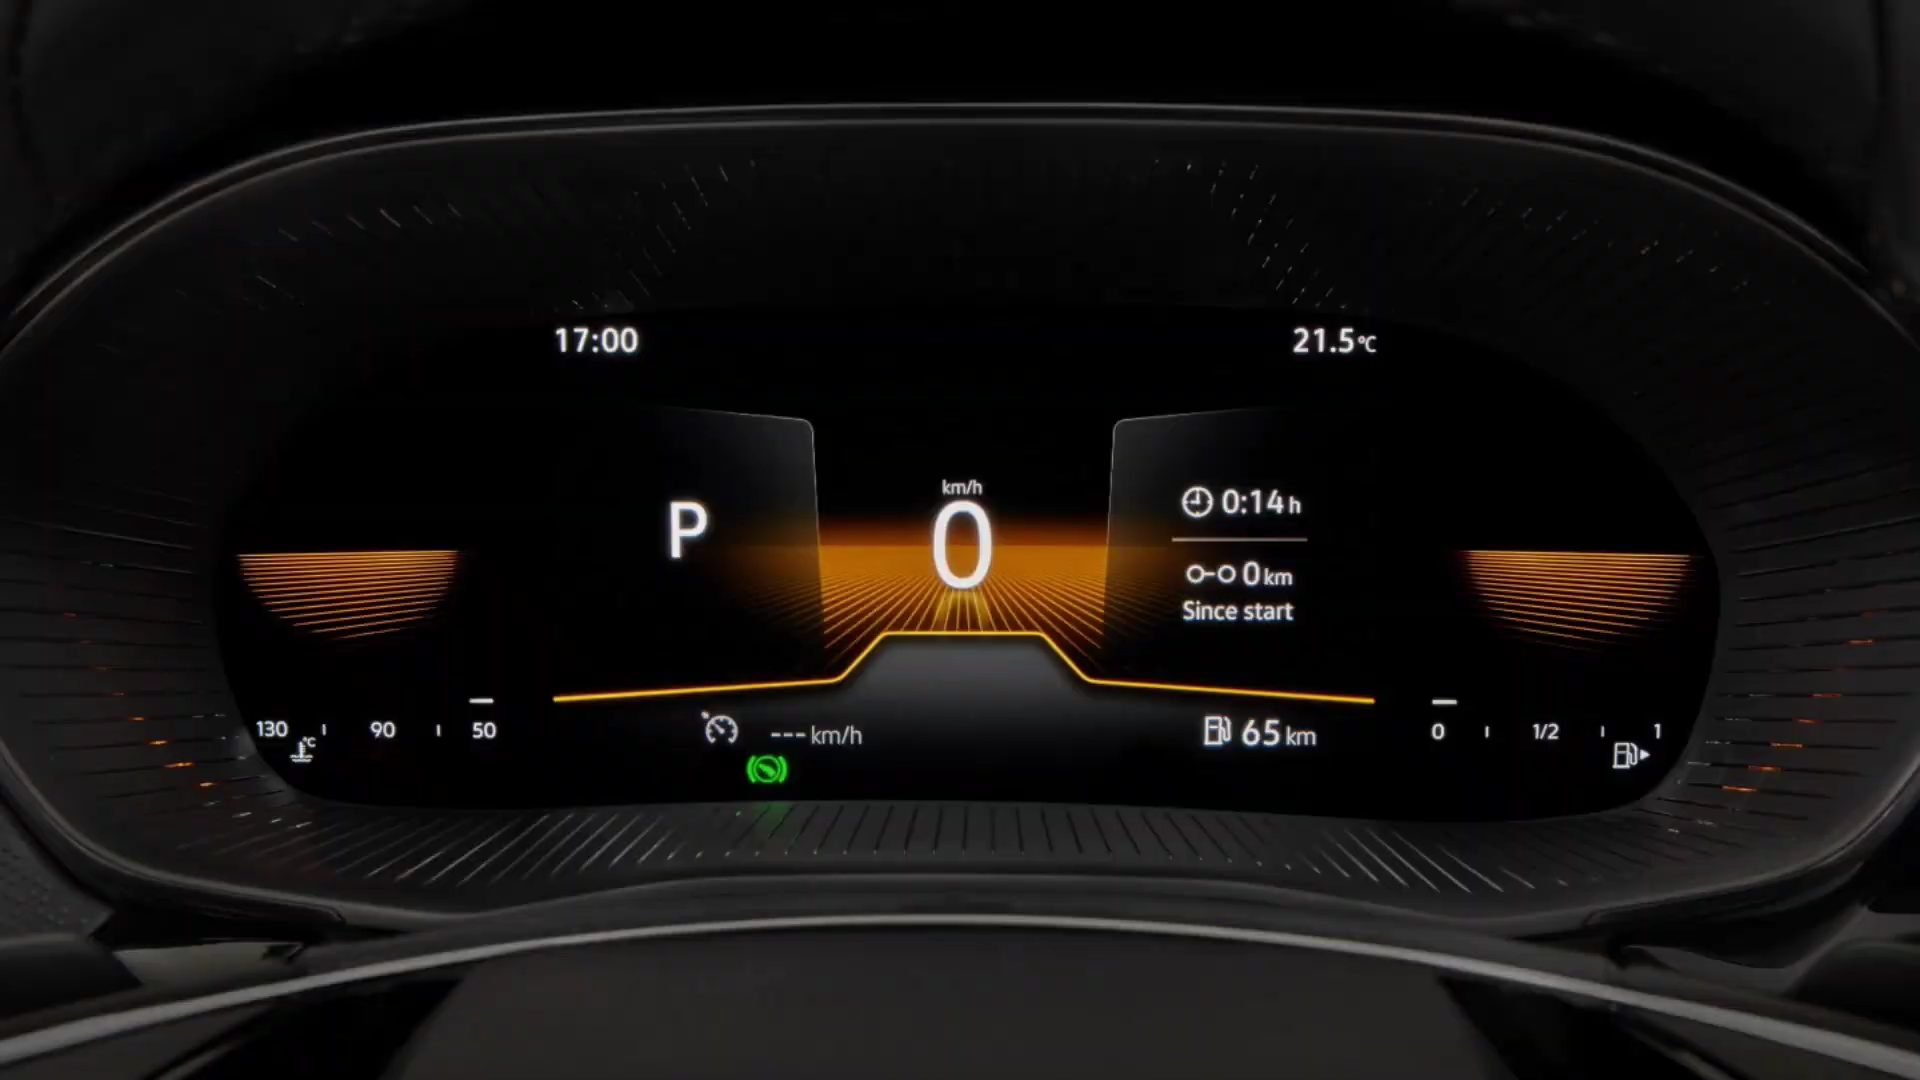 17:00
21.5°C
P
km/h
0
0:14 h
0 km
Since start
130
90
50
°C
--- km/h
65 km
0
1/2
1